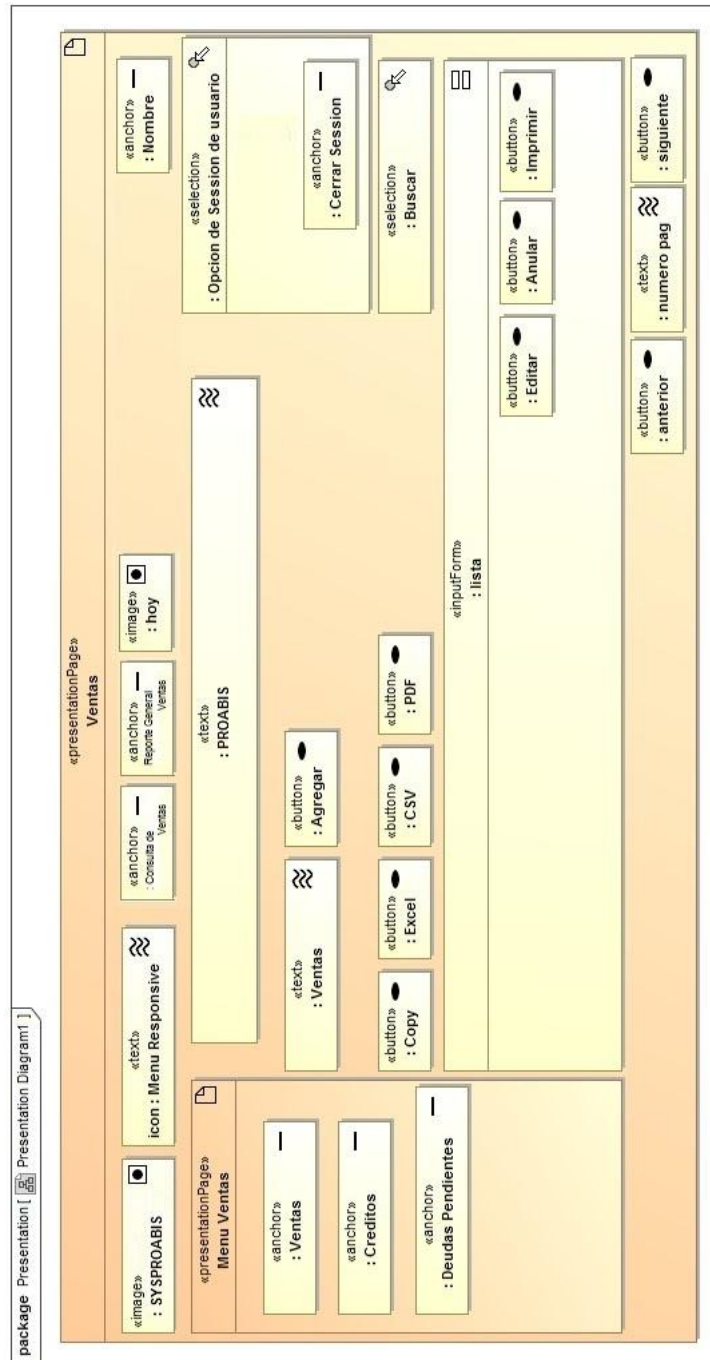 package Presentation [ Presentation Diagram1 ]
«presentationPage»
Ventas
«image»
: SYSPROABIS
«text»
icon : Menu Responsive
«anchor»
: Consulta de
Ventas
«anchor»
Reporte General
Ventas
«image»
: hoy
«anchor»
: Nombre
«presentationPage»
Menu Ventas
«anchor»
: Ventas
«anchor»
: Creditos
«anchor»
: Deudas Pendientes
«text»
: PROABIS
«selection»
: Opcion de Session de usuario
«anchor»
: Cerrar Session
«text»
: Ventas
«button»
: Agregar
«button»
: Copy
«button»
: Excel
«button»
: CSV
«button»
: PDF
«selection»
: Buscar
«inputForm»
: lista
«button»
: Editar
«button»
: Anular
«button»
: Imprimir
«button»
: anterior
«text»
: numero pag
«button»
: siguiente